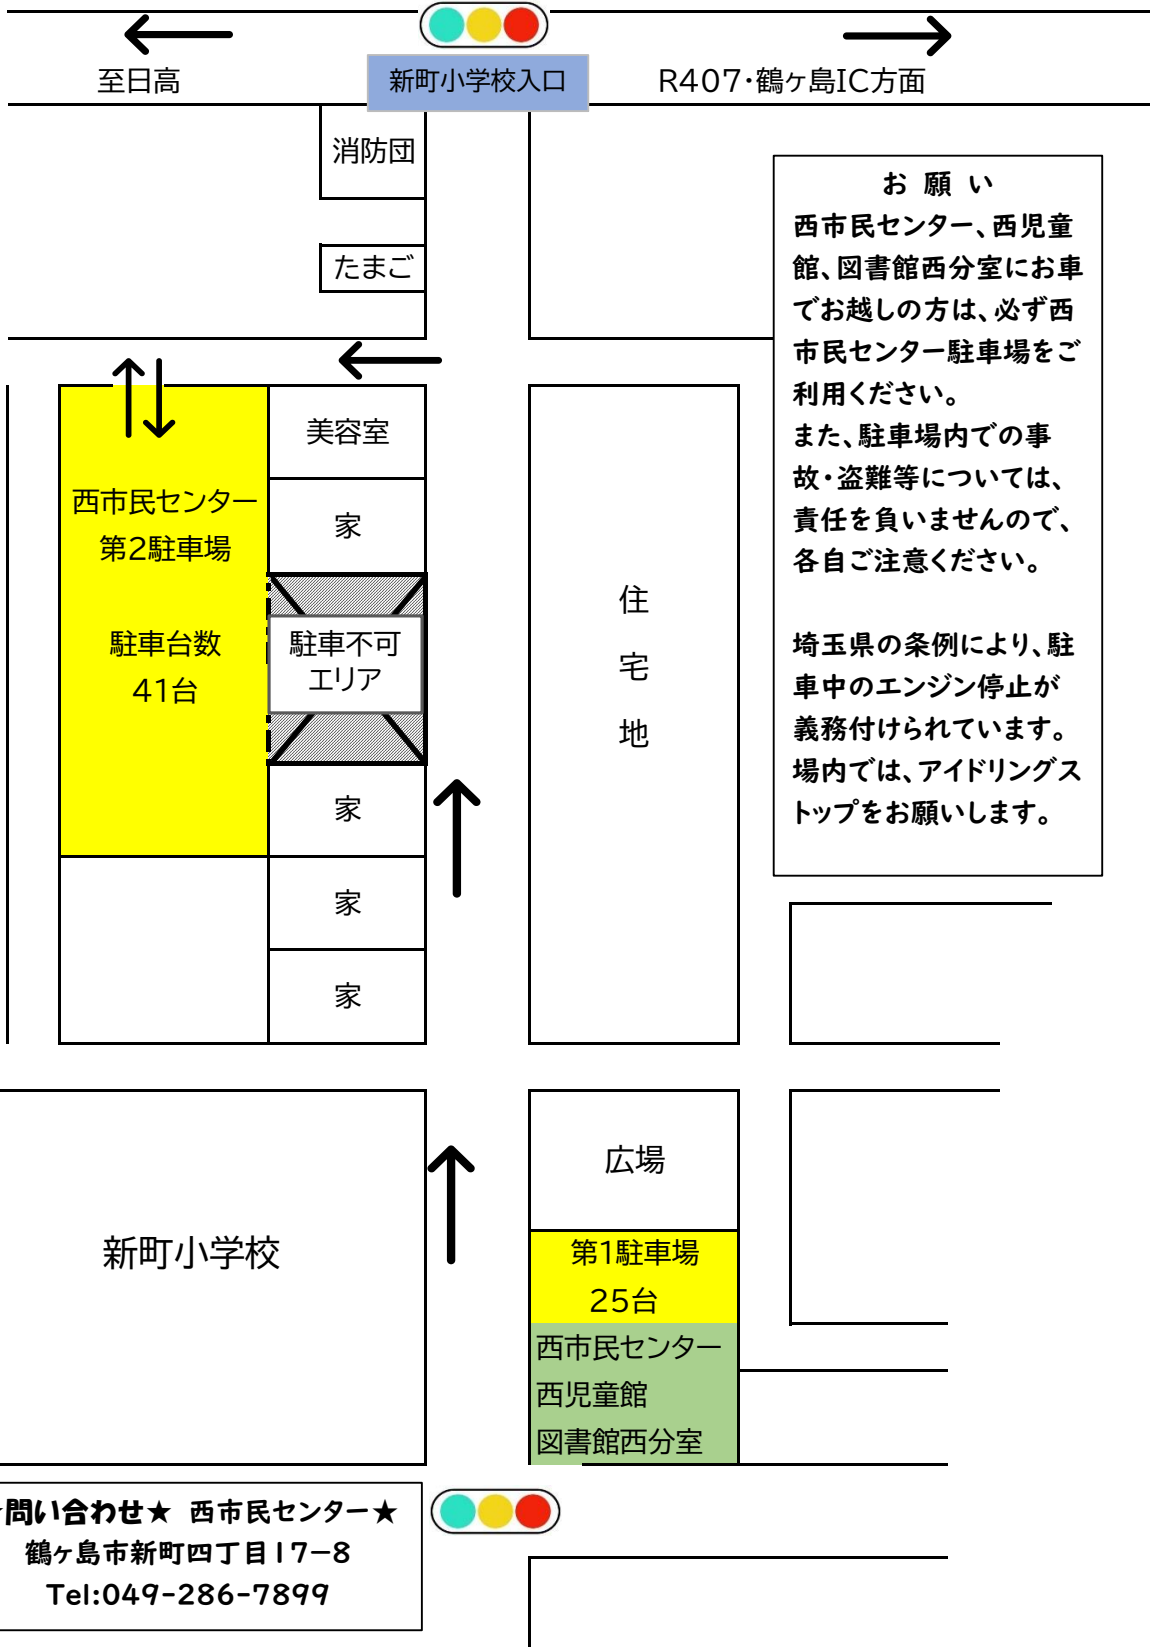 至日高
新町小学校入口
R407・鶴ヶ島IC方面
消防団
たまご
お 願 い
西市民センター、西児童
館、図書館西分室にお車
でお越しの方は、必ず西
市民センター駐車場をご
利用ください。
また、駐車場内での事
故・盗難等については、
責任を負いませんので、
各自ご注意ください。
埼玉県の条例により、駐
車中のエンジン停止が
義務付けられています。
場内では、アイドリングス
トップをお願いします。
美容室
家
西市民センター
第2駐車場
駐車台数
41台
駐車不可
エリア
家
家
家
住
宅
地
新町小学校
広場
第1駐車場
25台
西市民センター
西児童館
図書館西分室
★問い合わせ★ 西市民センター★
鶴ヶ島市新町四丁目17−8
Tel:049-286-7899